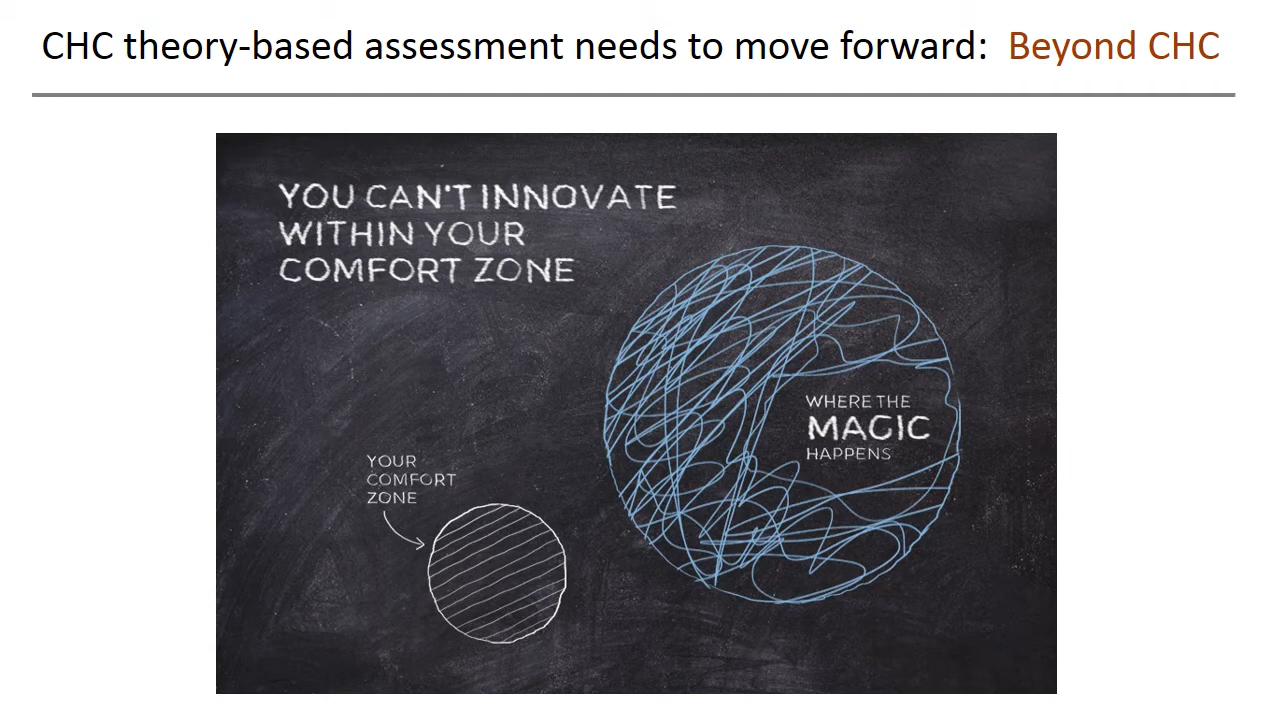 CHC theory-based assessment needs to move forward: Beyond CHC
YOU CAN'T INNOVATE
WITHIN YOUR
COMFORT ZONE
WHERE THE
MAGIC
HAPPENS
YOUR
COMFORT
ZONE